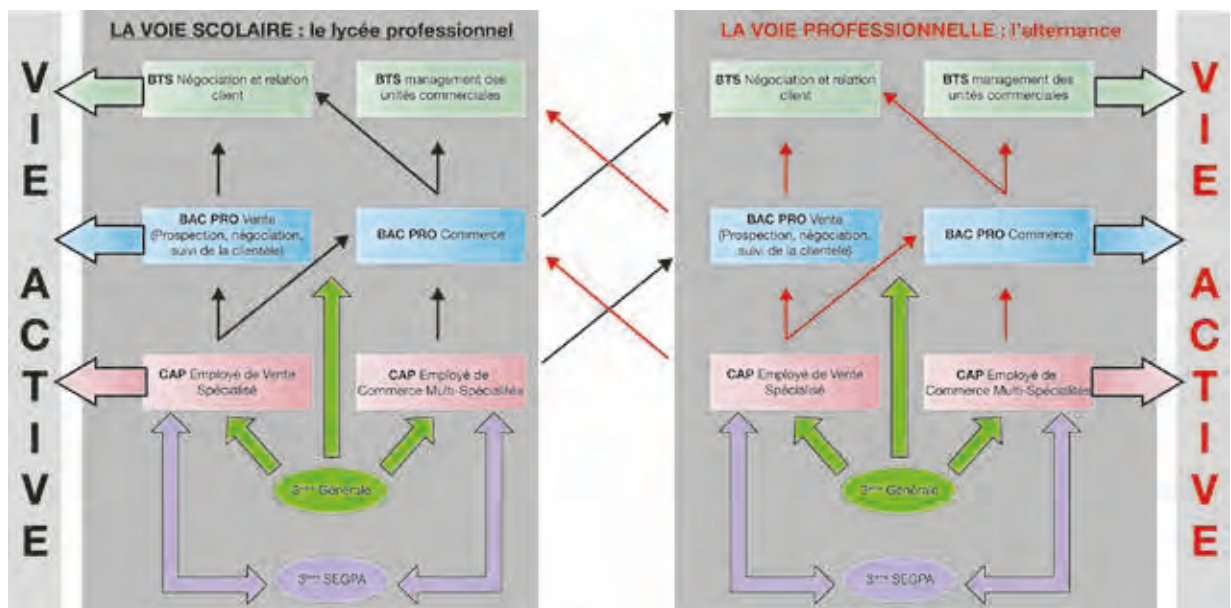 LA VOIE SCOLAIRE : le lycée professionnel
BTS Négociation et relation
client
BTS management des
unités commerciales
BAC PRO Vente
(Prospection, négociation,
suivi de la clientèle)
BAC PRO Commerce
CAP Employé de Vente
Spécialisé
CAP Employé de
Commerce Multi-Spécialités
3ème Générale
3ème SEGPA
VIE ACTIVE
LA VOIE PROFESSIONNELLE : l'alternance
BTS Négociation et relation
client
BTS management des
unités commerciales
BAC PRO Vente
(Prospection, négociation,
suivi de la clientèle)
BAC PRO Commerce
CAP Employé de Vente
Spécialisé
CAP Employé de
Commerce Multi-Spécialités
3ème Générale
3ème SEGPA
VIE ACTIVE